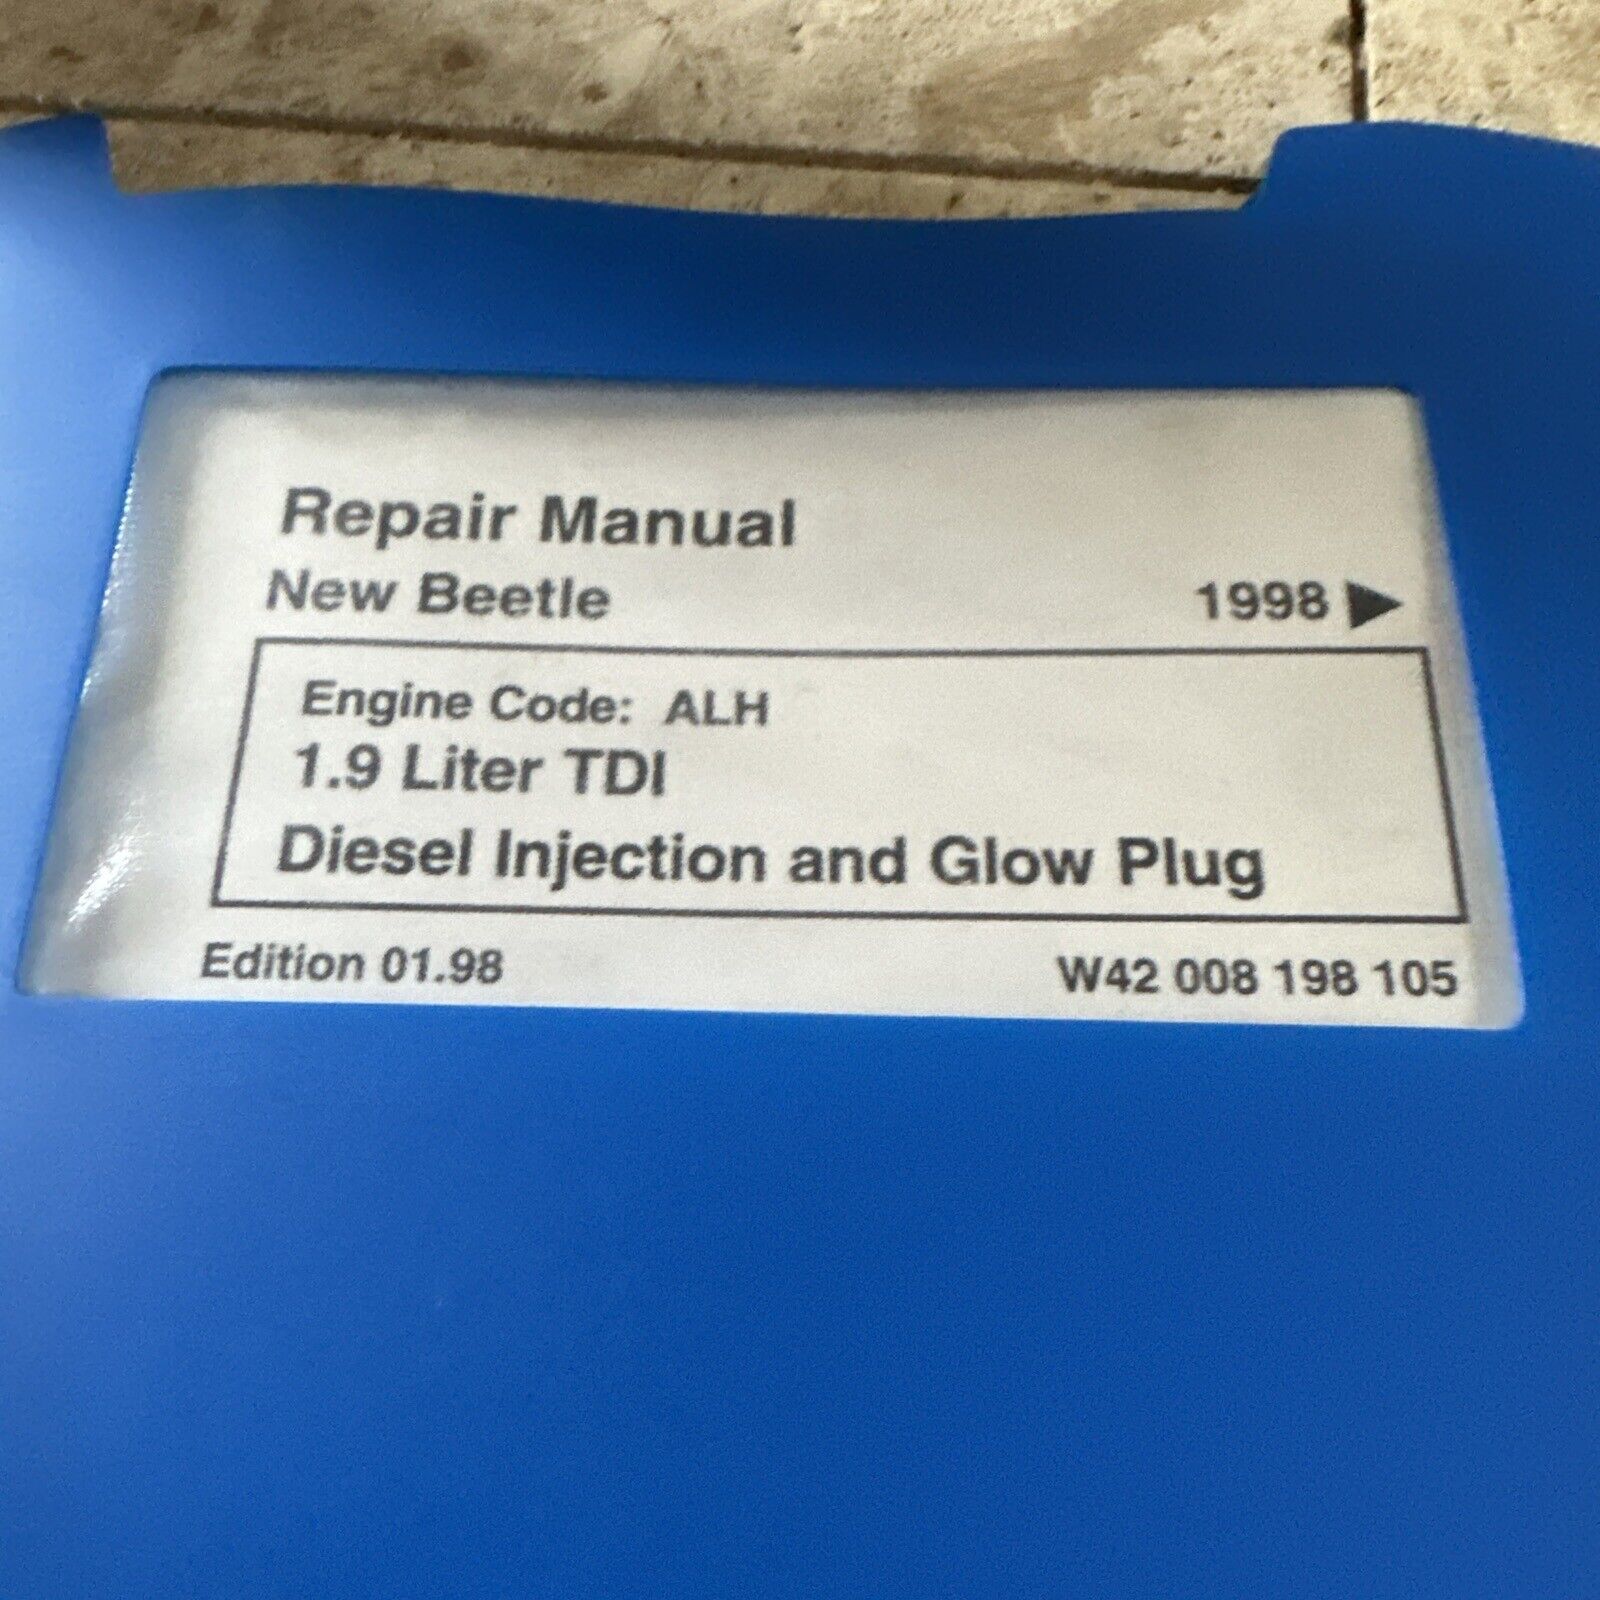 Repair Manual
New Beetle 1998 ▶
Engine Code: ALH
1.9 Liter TDI
Diesel Injection and Glow Plug
Edition 01.98 W42 008 198 105